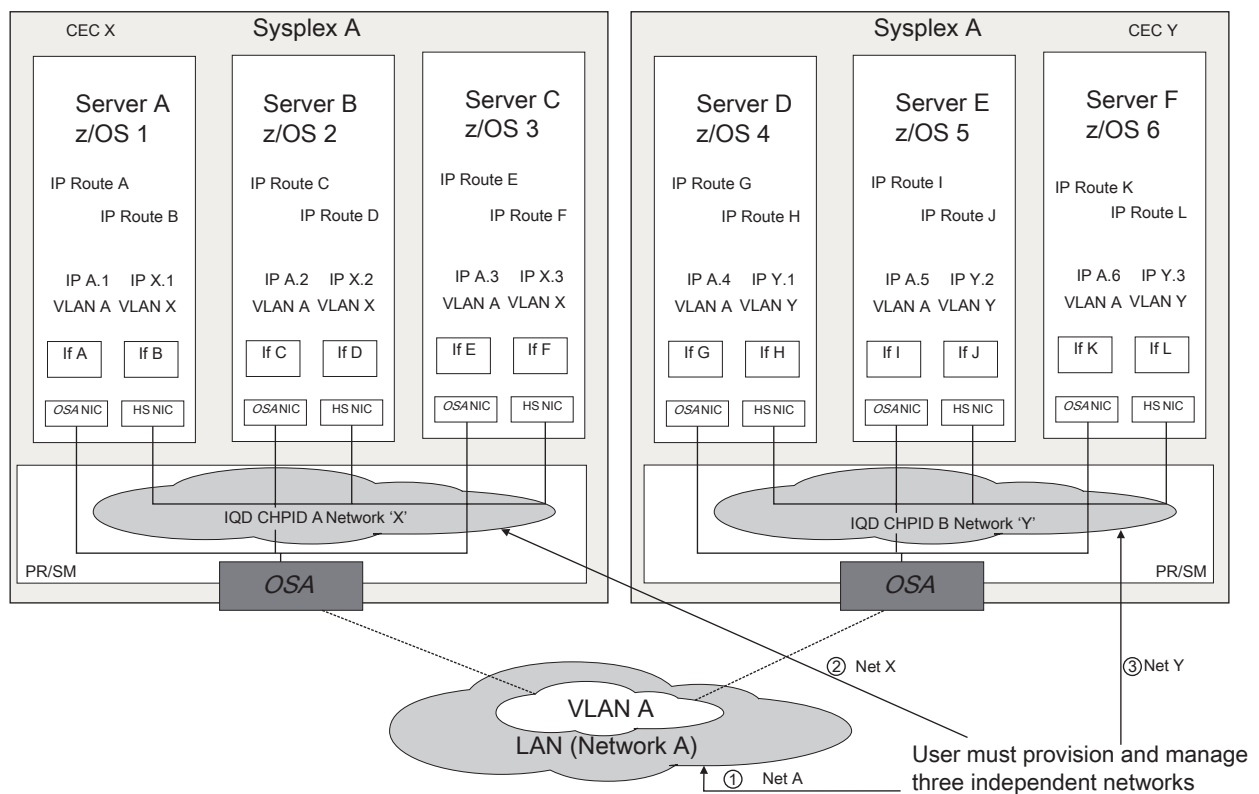 CEC X
Sysplex A
Server A
z/OS 1
IP Route A
IP Route B
IP A.1 IP X.1
VLAN A VLAN X
If A
If B
OSA NIC
HS NIC
Server B
z/OS 2
IP Route C
IP Route D
IP A.2 IP X.2
VLAN A VLAN X
If C
If D
OSA NIC
HS NIC
Server C
z/OS 3
IP Route E
IP Route F
IP A.3 IP X.3
VLAN A VLAN X
If E
If F
OSA NIC
HS NIC
IQD CHPID A Network ‘X’
PR/SM
OSA
Sysplex A
CEC Y
Server D
z/OS 4
IP Route G
IP Route H
IP A.4 IP Y.1
VLAN A VLAN Y
If G
If H
OSA NIC
HS NIC
Server E
z/OS 5
IP Route I
IP Route J
IP A.5 IP Y.2
VLAN A VLAN Y
If I
If J
OSA NIC
HS NIC
Server F
z/OS 6
IP Route K
IP Route L
IP A.6 IP Y.3
VLAN A VLAN Y
If K
If L
OSA NIC
HS NIC
IQD CHPID B Network ‘Y’
PR/SM
OSA
② Net X
③ Net Y
VLAN A
LAN (Network A)
① Net A
User must provision and manage
three independent networks